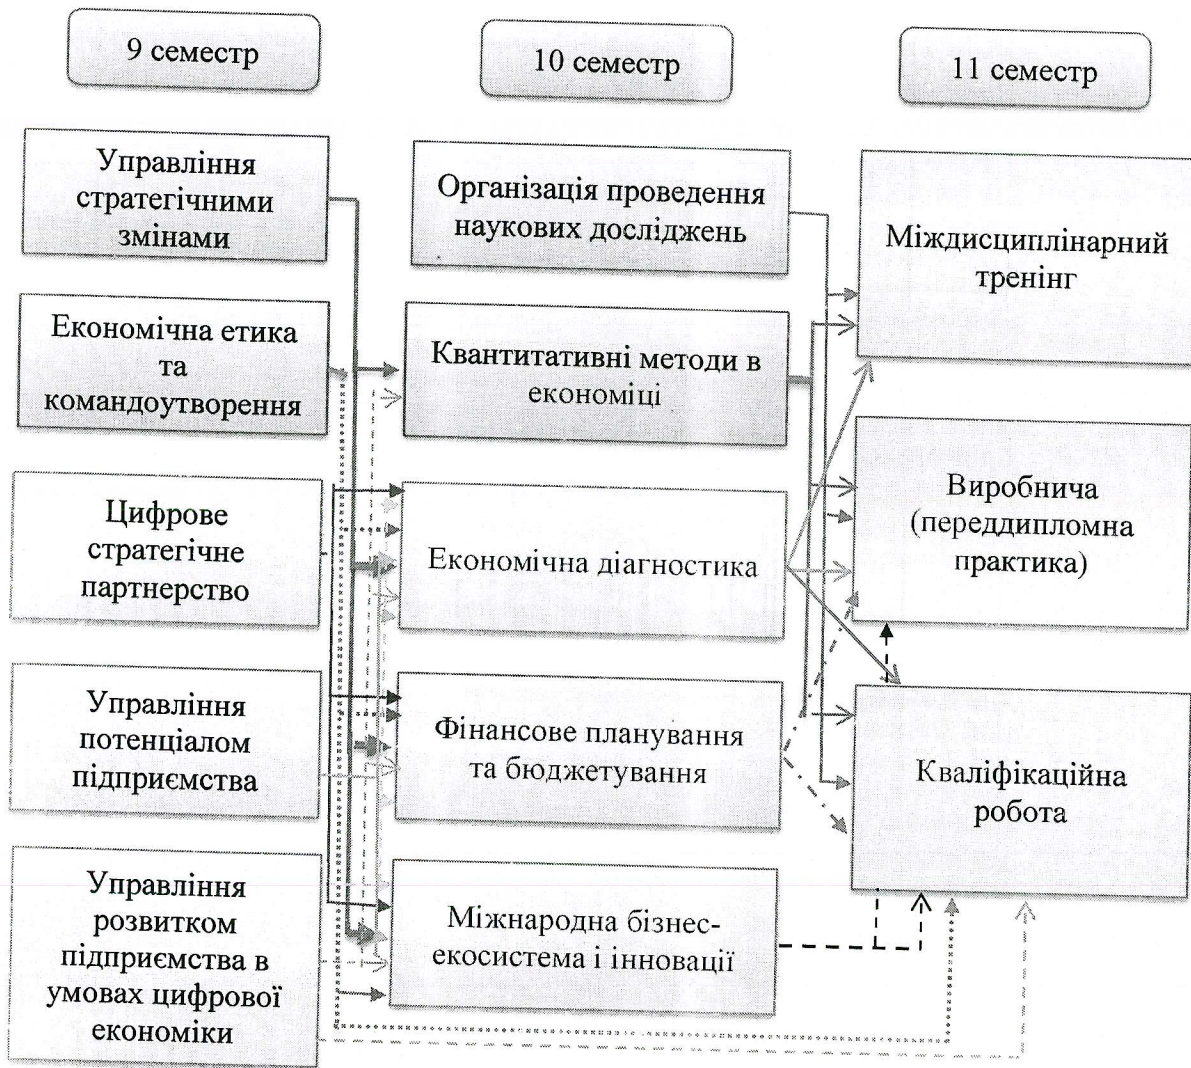 9 семестр
10 семестр
11 семестр
Управління
стратегічними
змінами
Економічна етика
та
командоутворення
Цифрове
стратегічне
партнерство
Управління
потенціалом
підприємства
Управління
розвитком
підприємства в
умовах цифрової
економіки
Організація проведення
наукових досліджень
Квантитативні методи в
економіці
Економічна діагностика
Фінансове планування
та бюджетування
Міжнародна бізнес-
екосистема і інновації
Міждисциплінарний
тренінг
Виробнича
(переддипломна
практика)
Кваліфікаційна
робота